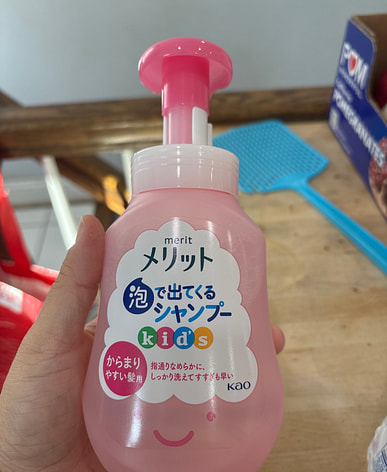 merit
メリット
泡で出てくる
シャンプー
kid's
からまり
やすい髪用
指通りなめらかに、
しっかり洗えてすすぎも早い
Kao
POM
POMEGRANATES